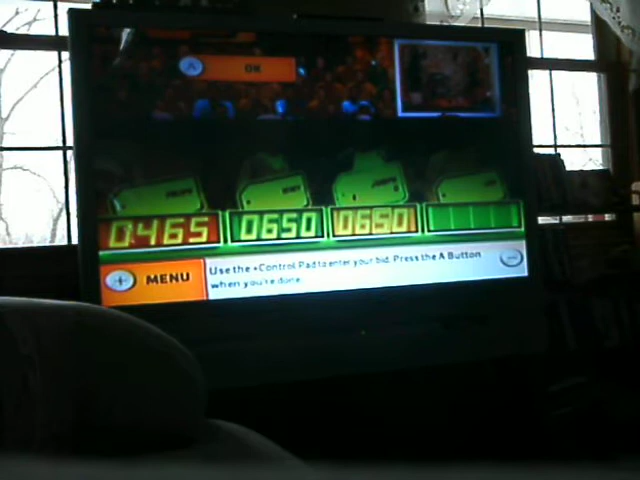 A OK
0465 0650 0650
MENU
Use the +Control Pad to enter your bid. Press the A Button
when you're done.